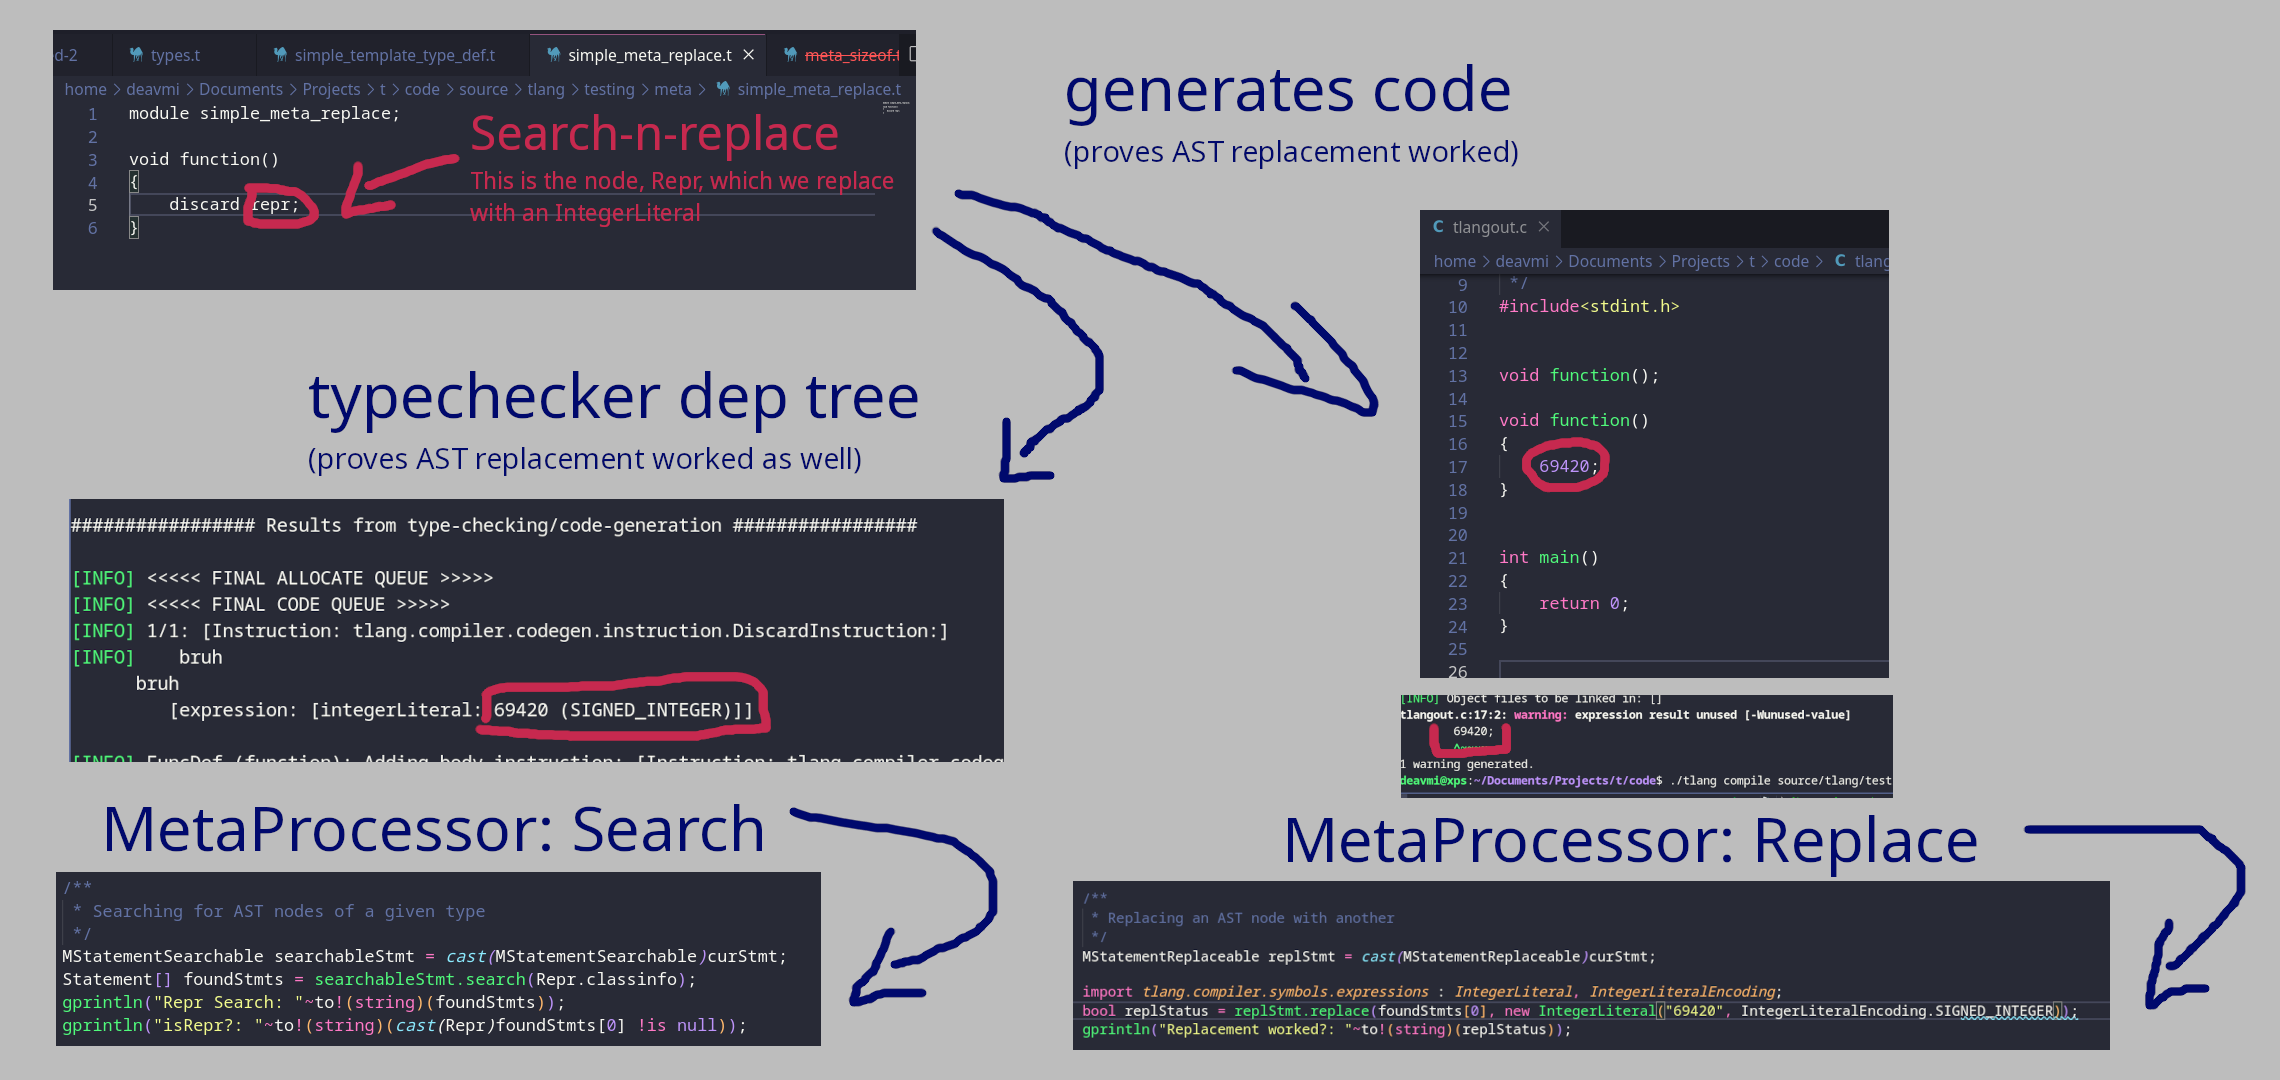 d-2 types.t simple_template_type_def.t simple_meta_replace.t × meta_sizeof.t
home > deavmi > Documents > Projects > t > code > source > tlang > testing > meta > simple_meta_replace.t
1 module simple_meta_replace;
2
3 void function()
4 {
5 discard repr;
6 }
Search-n-replace
This is the node, Repr, which we replace
with an IntegerLiteral
generates code
(proves AST replacement worked)
C tlangout.c ×
home > deavmi > Documents > Projects > t > code > C tlang
9 */
10 #include<stdint.h>
11
12
13 void function();
14
15 void function()
16 {
17 69420;
18 }
19
20
21 int main()
22 {
23 return 0;
24 }
25
26
typechecker dep tree
(proves AST replacement worked as well)
################# Results from type-checking/code-generation #################
[INFO] <<<<< FINAL ALLOCATE QUEUE >>>>>
[INFO] <<<<< FINAL CODE QUEUE >>>>>
[INFO] 1/1: [Instruction: tlang.compiler.codegen.instruction.DiscardInstruction:]
[INFO] bruh
bruh
[expression: [integerLiteral: 69420 (SIGNED_INTEGER)]]
[INFO] FuncDef (function): Adding body instruction: [Instruction: tlang.compiler.codeg
[INFO] Object files to be linked in: []
tlangout.c:17:2: warning: expression result unused [-Wunused-value]
69420;
^~~~~
1 warning generated.
deavmi@xps:~/Documents/Projects/t/code$ ./tlang compile source/tlang/test
MetaProcessor: Search
/**
* Searching for AST nodes of a given type
*/
MStatementSearchable searchableStmt = cast(MStatementSearchable)curStmt;
Statement[] foundStmts = searchableStmt.search(Repr.classinfo);
gprintln("Repr Search: "~to!(string)(foundStmts));
gprintln("isRepr?: "~to!(string)(cast(Repr)foundStmts[0] !is null));
MetaProcessor: Replace
/**
* Replacing an AST node with another
*/
MStatementReplaceable replStmt = cast(MStatementReplaceable)curStmt;
import tlang.compiler.symbols.expressions : IntegerLiteral, IntegerLiteralEncoding;
bool replStatus = replStmt.replace(foundStmts[0], new IntegerLiteral("69420", IntegerLiteralEncoding.SIGNED_INTEGER));
gprintln("Replacement worked?: "~to!(string)(replStatus));